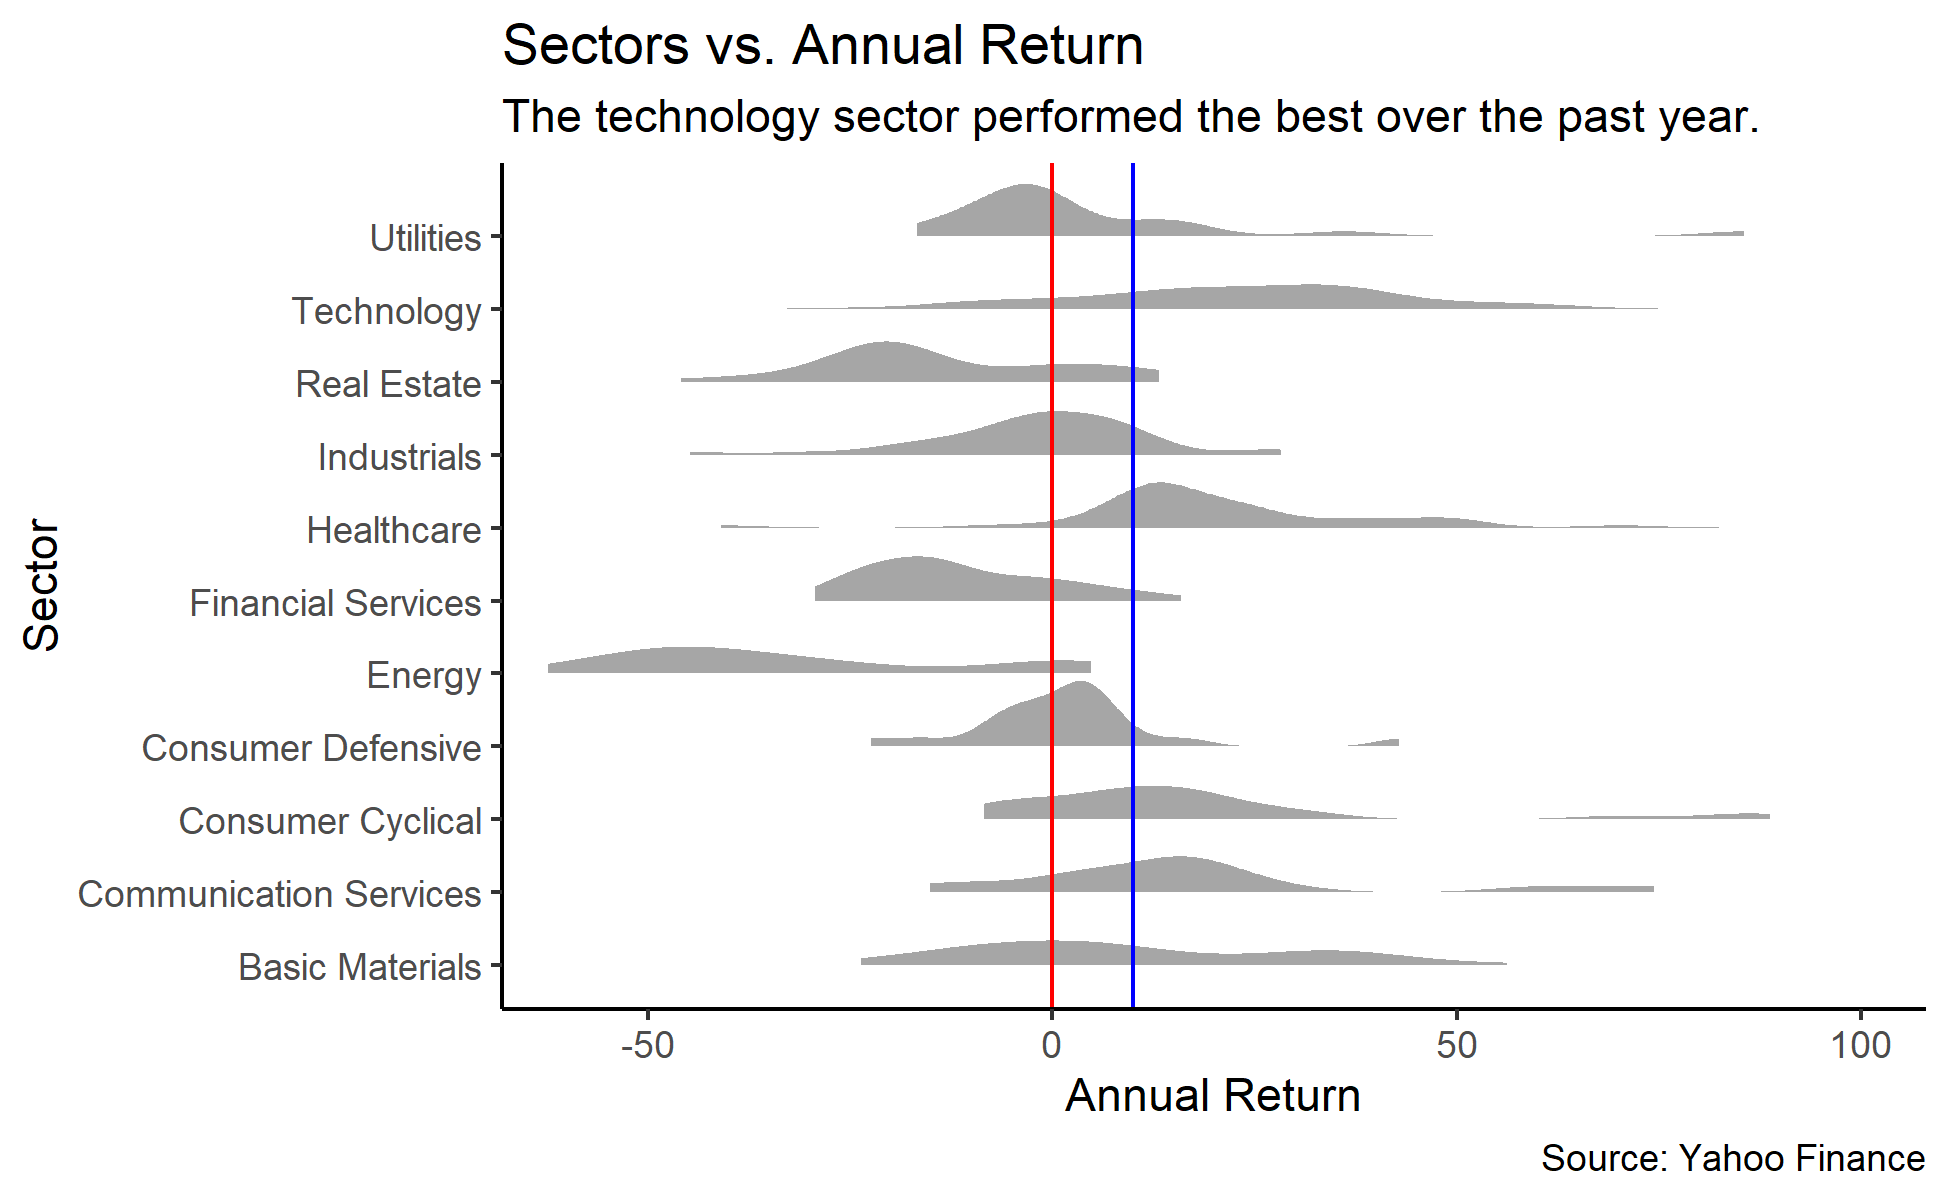 Sectors vs. Annual Return
The technology sector performed the best over the past year.
Sector
Utilities
Technology
Real Estate
Industrials
Healthcare
Financial Services
Energy
Consumer Defensive
Consumer Cyclical
Communication Services
Basic Materials
-50 0 50 100
Annual Return
Source: Yahoo Finance